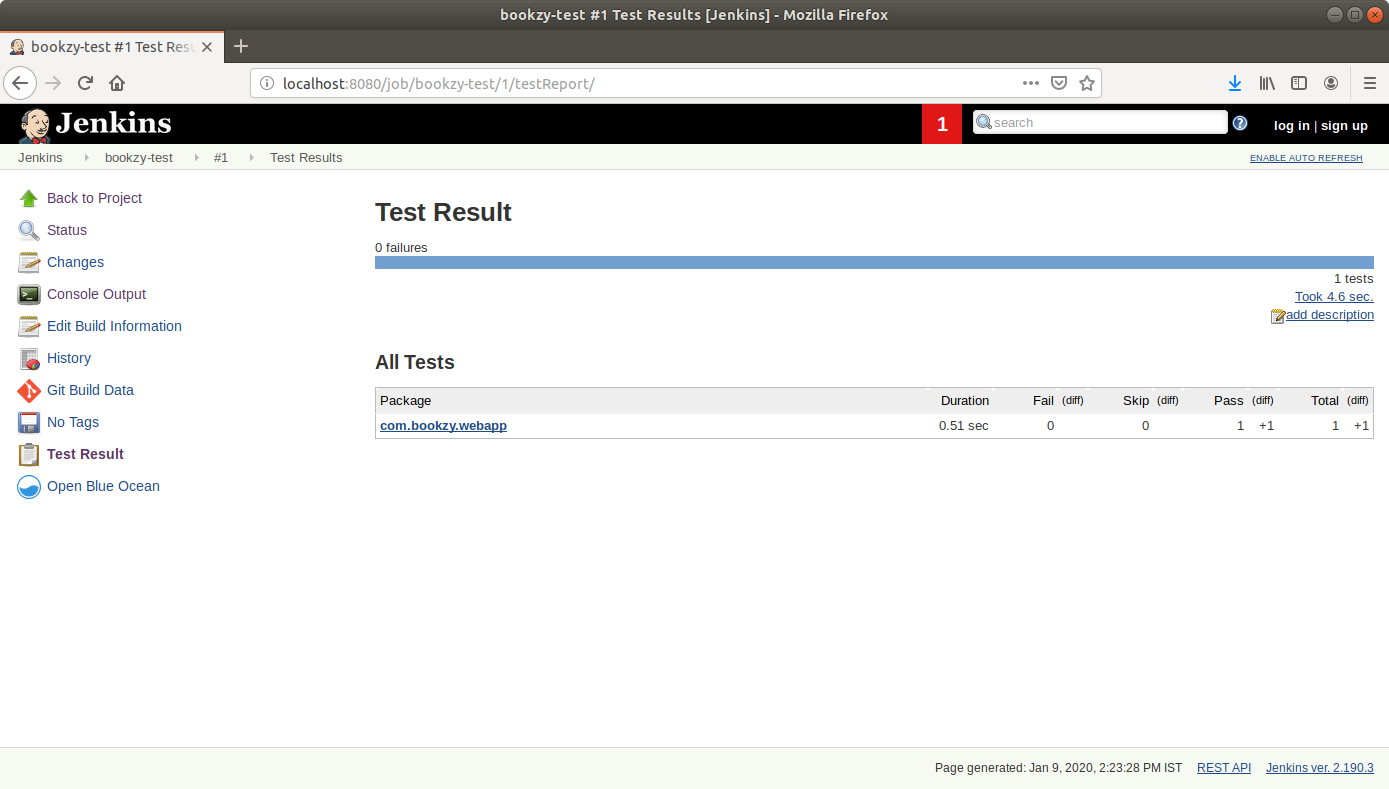 bookzy-test #1 Test Results [Jenkins] - Mozilla Firefox
bookzy-test #1 Test Resu
localhost:8080/job/bookzy-test/1/testReport/
Jenkins
1
search
log in | sign up
Jenkins bookzy-test #1 Test Results
ENABLE AUTO REFRESH
Back to Project
Status
Changes
Console Output
Edit Build Information
History
Git Build Data
No Tags
Test Result
Open Blue Ocean
Test Result
0 failures
1 tests
Took 4.6 sec.
add description
All Tests
Package Duration Fail (diff) Skip (diff) Pass (diff) Total (diff)
com.bookzy.webapp 0.51 sec 0 0 1 +1 1 +1
Page generated: Jan 9, 2020, 2:23:28 PM IST REST API Jenkins ver. 2.190.3